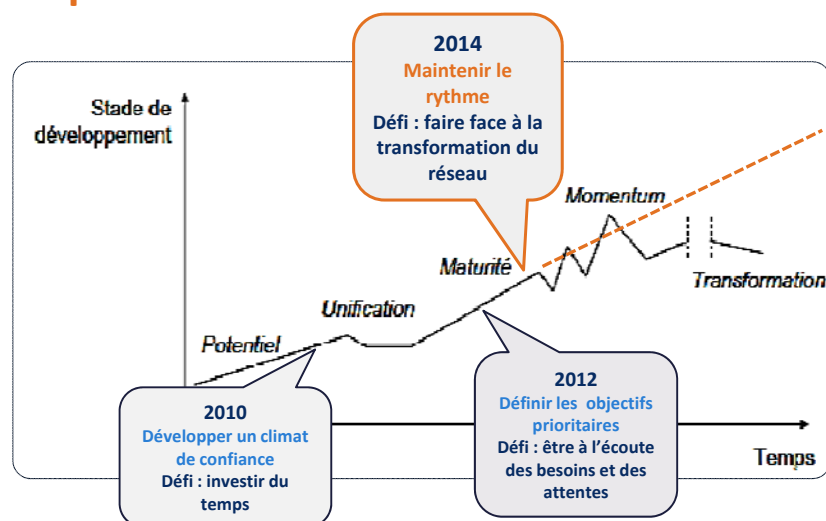 2014
Maintenir le
rythme
Défi : faire face à la
transformation du
réseau
Stade de
développement
Momentum
Maturité
Transformation
Unification
Potentiel
2010
Développer un climat
de confiance
Défi : investir du
temps
2012
Définir les objectifs
prioritaires
Défi : être à l’écoute
des besoins et des
attentes
Temps